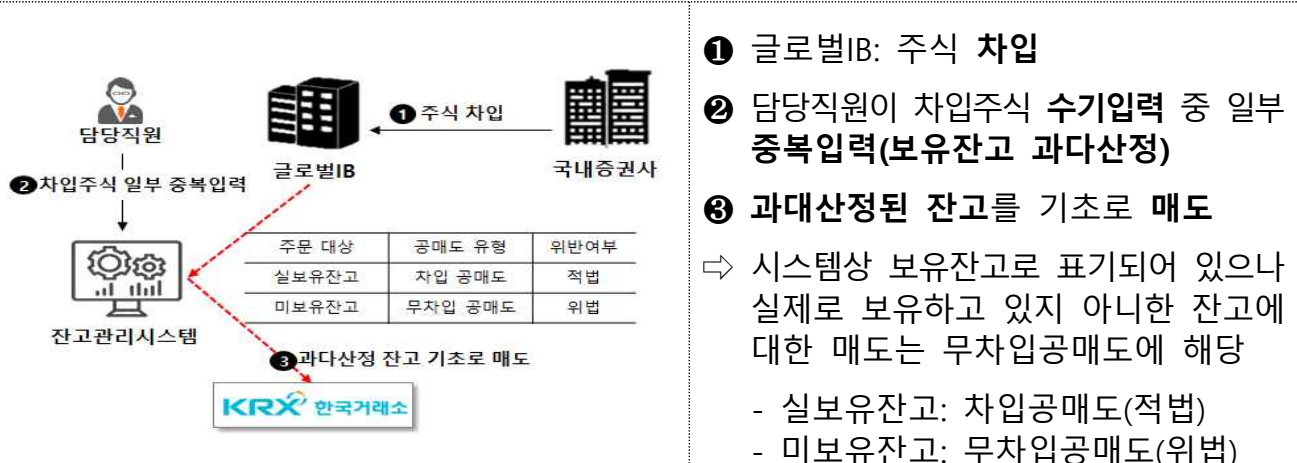 담당직원
❶ 주식 차입
글로벌IB
국내증권사
❷차입주식 일부 중복입력
주문 대상 공매도 유형 위반여부
실보유잔고 차입 공매도 적법
미보유잔고 무차입 공매도 위법
잔고관리시스템
❸과다산정 잔고 기초로 매도
KRX 한국거래소
❶ 글로벌IB: 주식 차입
❷ 담당직원이 차입주식 수기입력 중 일부
중복입력(보유잔고 과다산정)
❸ 과대산정된 잔고를 기초로 매도
⇨ 시스템상 보유잔고로 표기되어 있으나
실제로 보유하고 있지 아니한 잔고에
대한 매도는 무차입공매도에 해당
- 실보유잔고: 차입공매도(적법)
- 미보유잔고: 무차입공매도(위법)